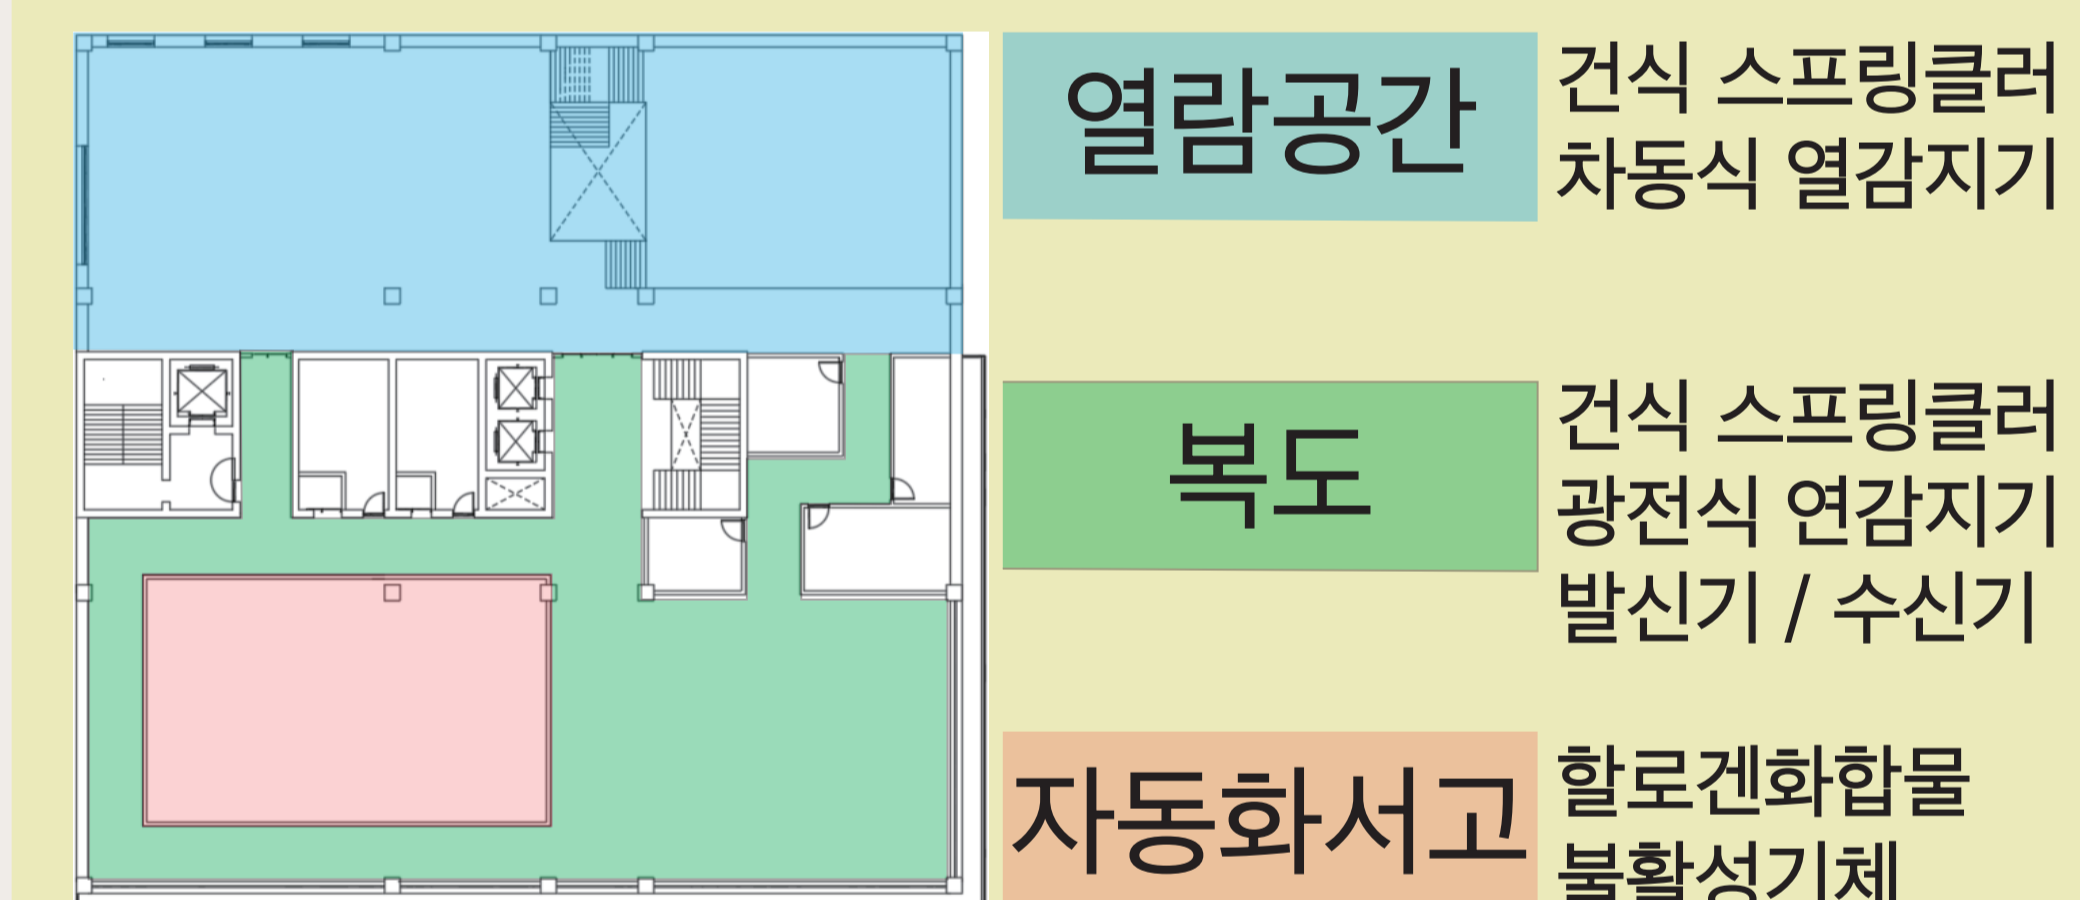 열람공간
건식 스프링클러
차동식 열감지기
복도
건식 스프링클러
광전식 연감지기
발신기 / 수신기
자동화서고
할로겐화합물
불활성기체